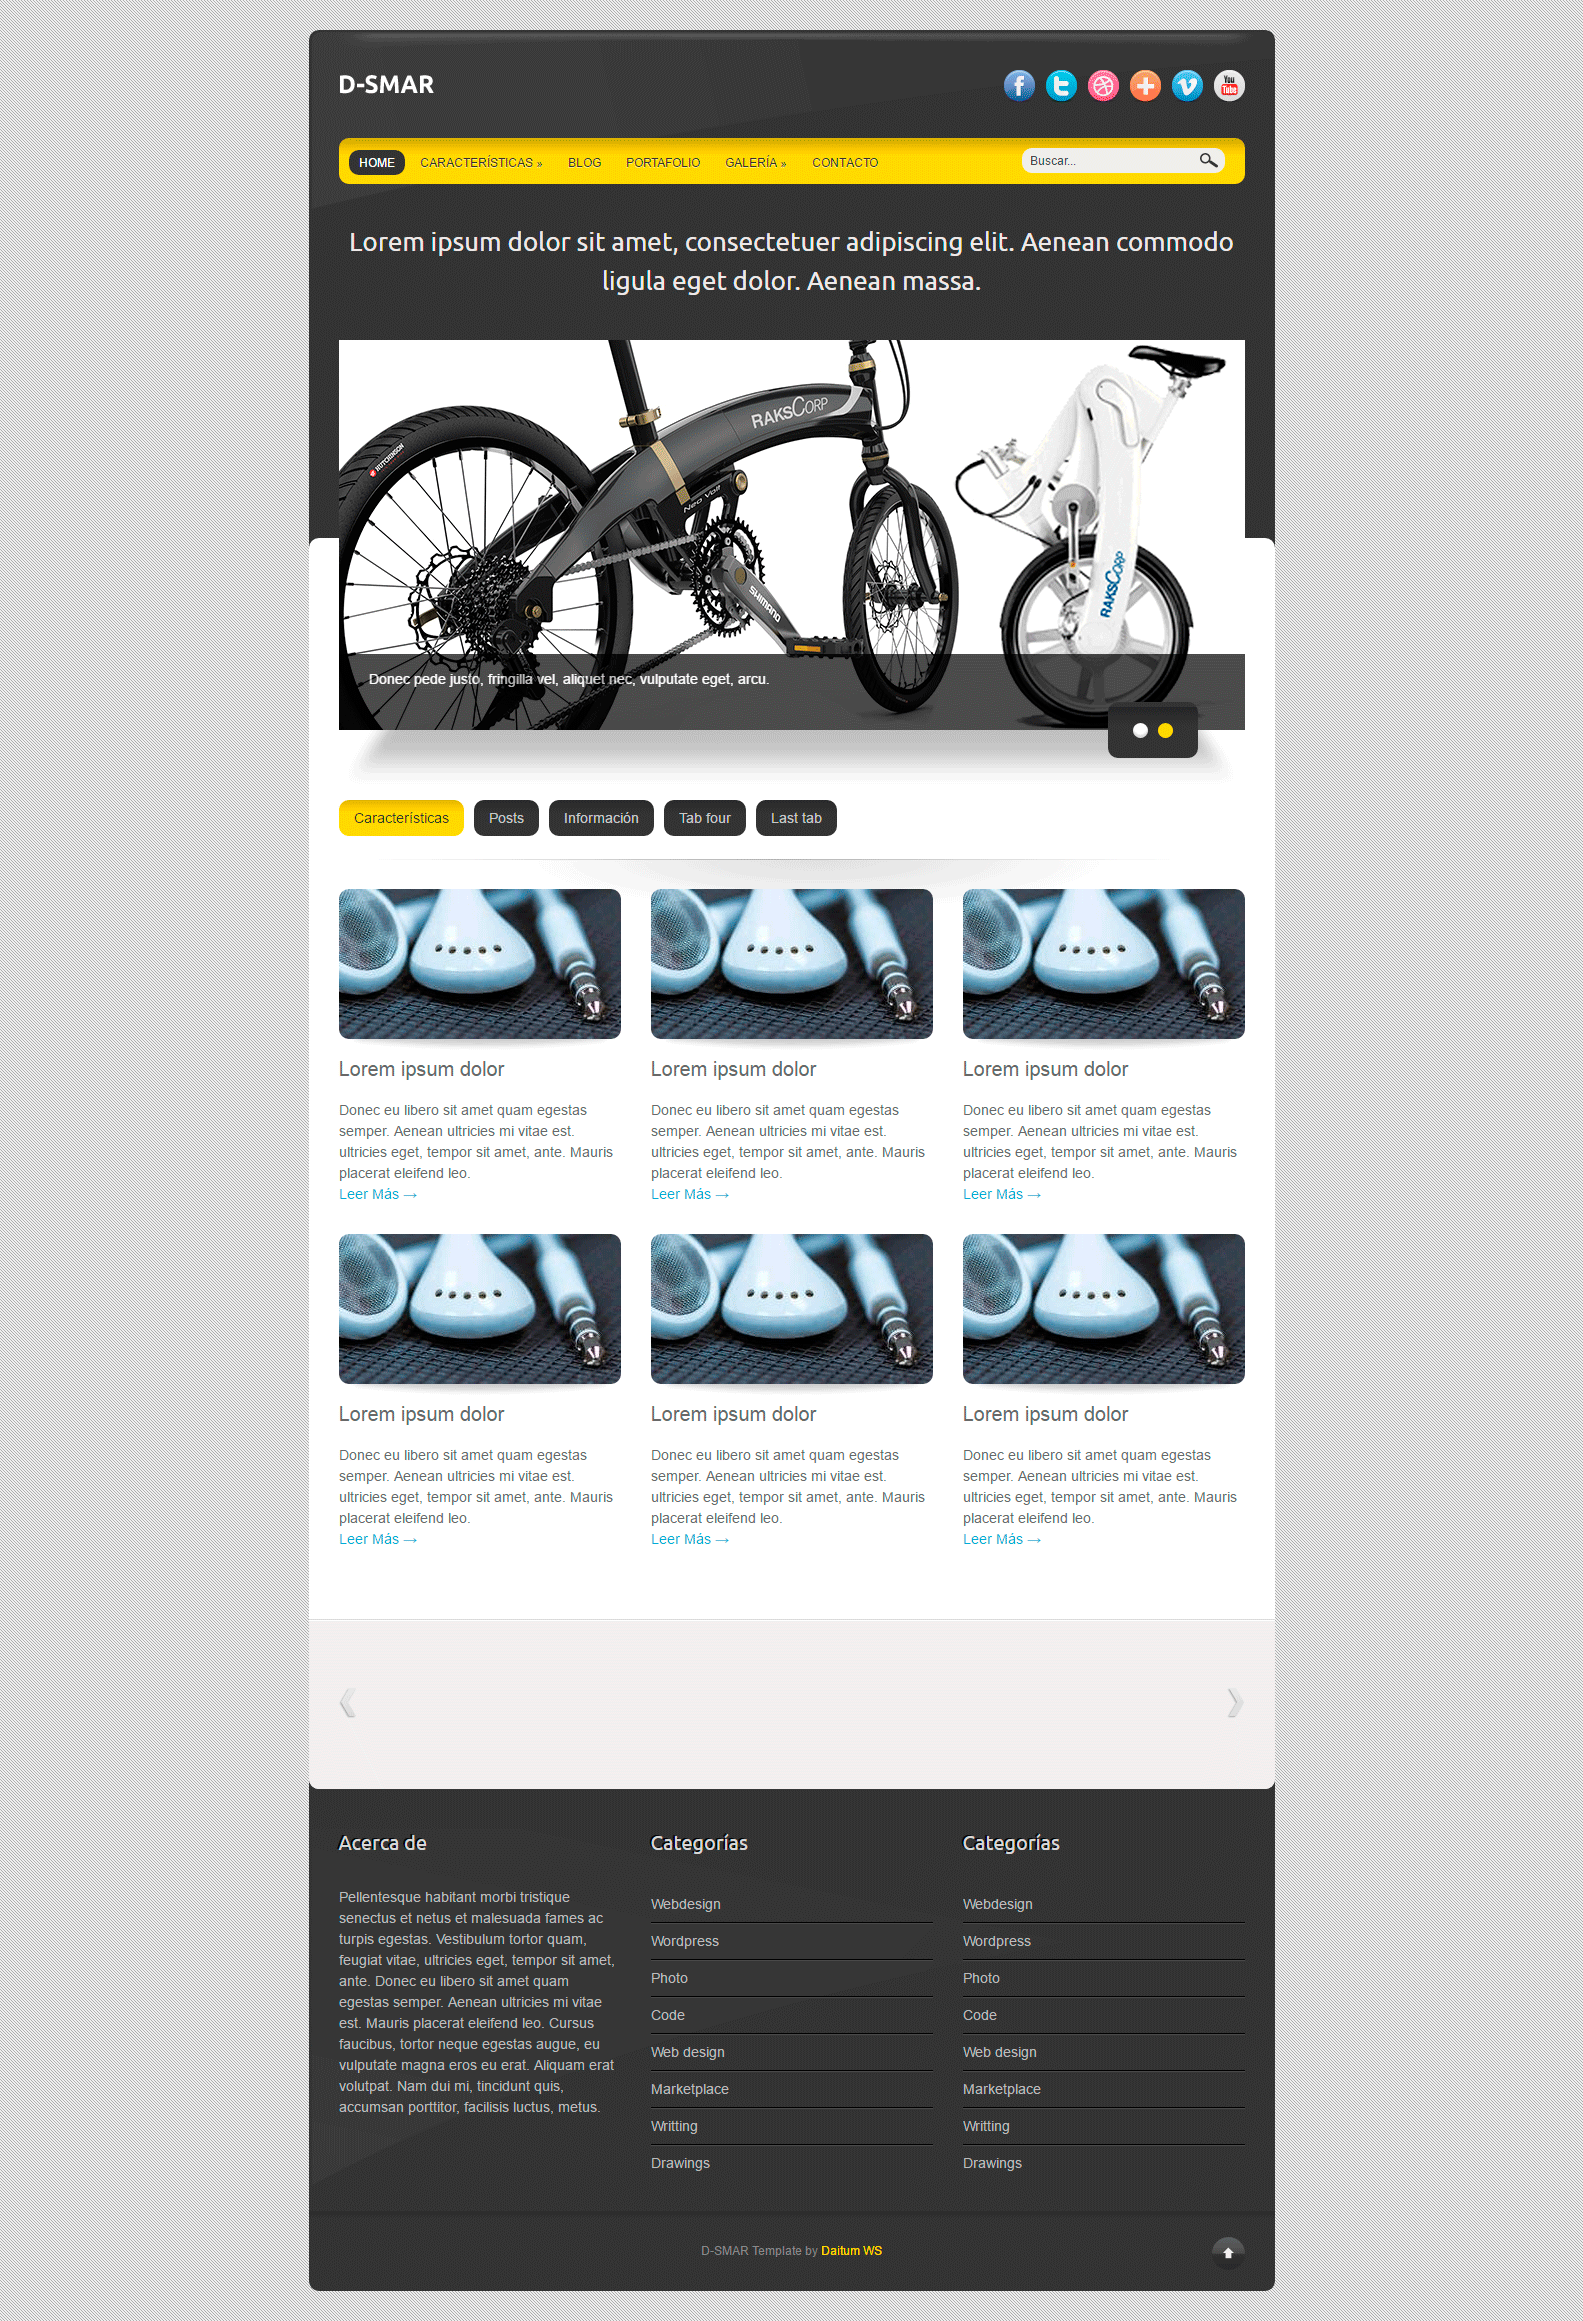 D-SMAR
You
Tube
HOME CARACTERÍSTICAS » BLOG PORTAFOLIO GALERÍA » CONTACTO Buscar...
Lorem ipsum dolor sit amet, consectetuer adipiscing elit. Aenean commodo
ligula eget dolor. Aenean massa.
RAKSCORP
HUTCHINSON
Neo Volt
SHIMANO
RAKSCORP
Donec pede justo, fringilla vel, aliquet nec, vulputate eget, arcu.
Características Posts Información Tab four Last tab
Lorem ipsum dolor
Donec eu libero sit amet quam egestas
semper. Aenean ultricies mi vitae est.
ultricies eget, tempor sit amet, ante. Mauris
placerat eleifend leo.
Leer Más →
Lorem ipsum dolor
Donec eu libero sit amet quam egestas
semper. Aenean ultricies mi vitae est.
ultricies eget, tempor sit amet, ante. Mauris
placerat eleifend leo.
Leer Más →
Lorem ipsum dolor
Donec eu libero sit amet quam egestas
semper. Aenean ultricies mi vitae est.
ultricies eget, tempor sit amet, ante. Mauris
placerat eleifend leo.
Leer Más →
Lorem ipsum dolor
Donec eu libero sit amet quam egestas
semper. Aenean ultricies mi vitae est.
ultricies eget, tempor sit amet, ante. Mauris
placerat eleifend leo.
Leer Más →
Lorem ipsum dolor
Donec eu libero sit amet quam egestas
semper. Aenean ultricies mi vitae est.
ultricies eget, tempor sit amet, ante. Mauris
placerat eleifend leo.
Leer Más →
Lorem ipsum dolor
Donec eu libero sit amet quam egestas
semper. Aenean ultricies mi vitae est.
ultricies eget, tempor sit amet, ante. Mauris
placerat eleifend leo.
Leer Más →
Acerca de
Pellentesque habitant morbi tristique
senectus et netus et malesuada fames ac
turpis egestas. Vestibulum tortor quam,
feugiat vitae, ultricies eget, tempor sit amet,
ante. Donec eu libero sit amet quam
egestas semper. Aenean ultricies mi vitae
est. Mauris placerat eleifend leo. Cursus
faucibus, tortor neque egestas augue, eu
vulputate magna eros eu erat. Aliquam erat
volutpat. Nam dui mi, tincidunt quis,
accumsan porttitor, facilisis luctus, metus.
Categorías
Webdesign
Wordpress
Photo
Code
Web design
Marketplace
Writting
Drawings
Categorías
Webdesign
Wordpress
Photo
Code
Web design
Marketplace
Writting
Drawings
D-SMAR Template by Daitum WS